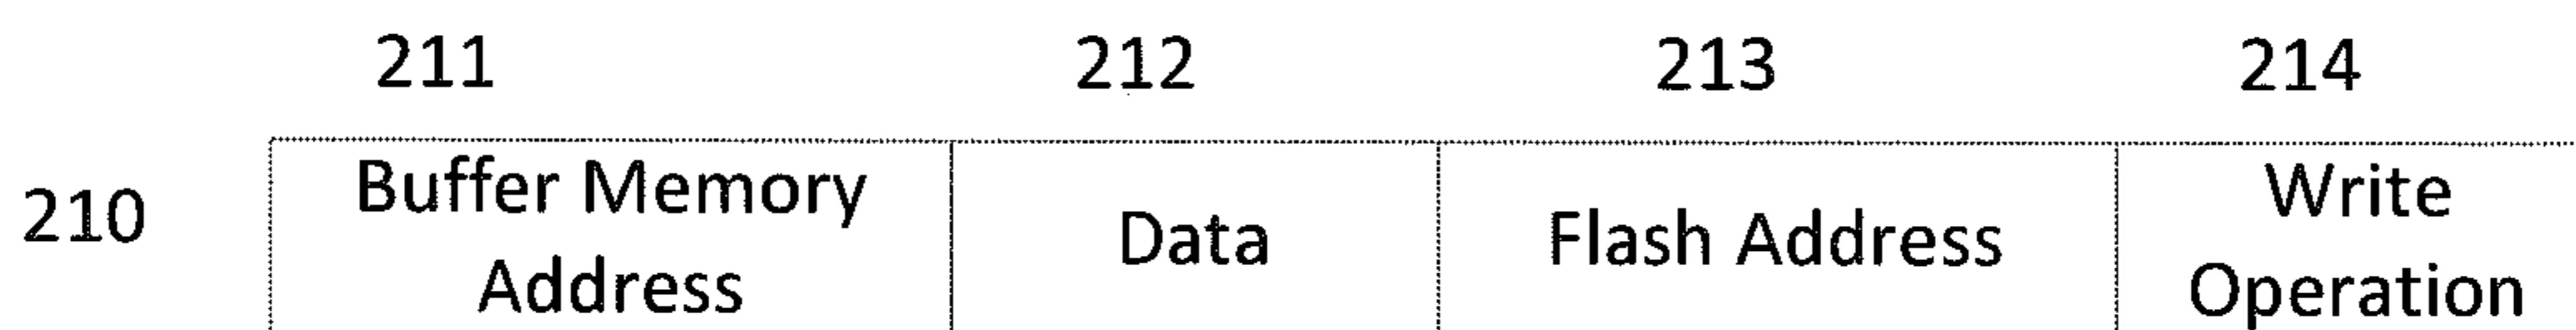 211 212 213 214
210 Buffer Memory Address Data Flash Address Write Operation